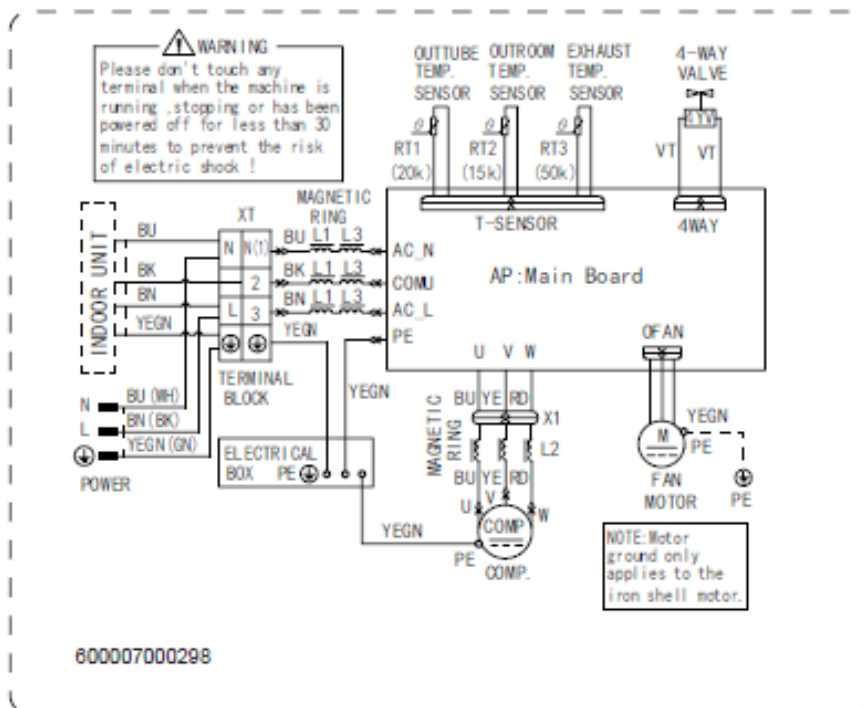 WARNING
Please don't touch any
terminal when the machine is
running ,stopping or has been
powered off for less than 30
minutes to prevent the risk
of electric shock !
OUTTUBE
TEMP.
SENSOR
OUTROOM
TEMP.
SENSOR
EXHAUST
TEMP.
SENSOR
4-WAY
VALVE
4YV
RT1
(20k)
RT2
(15k)
RT3
(50k)
VT
VT
T-SENSOR
4WAY
AP:Main Board
INDOOR UNIT
BU
BK
BN
YEGN
XT
N
N(1)
2
L
3
TERMINAL
BLOCK
MAGNETIC
RING
BU
L1
L3
AC_N
BK
L1
L3
COMU
BN
L1
L3
AC_L
YEGN
PE
YEGN
N
BU(WH)
L
BN(BK)
YEGN(GN)
POWER
ELECTRICAL
BOX
PE
YEGN
U
V
W
BU
YE
RD
X1
MAGNETIC
RING
L2
BU
YE
RD
U
V
W
COMP
PE
COMP.
OFAN
M
YEGN
PE
FAN
MOTOR
PE
NOTE:Motor
ground only
applies to the
iron shell motor.
600007000298